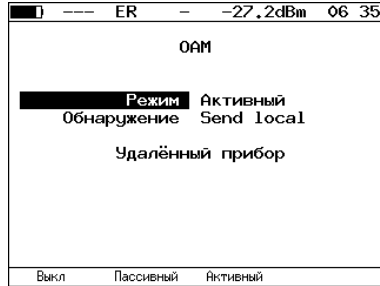 --- ER - -27.2dBm 06 35
OAM
Режим Активный
Обнаружение Send local
Удалённый прибор
Выкл Пассивный Активный